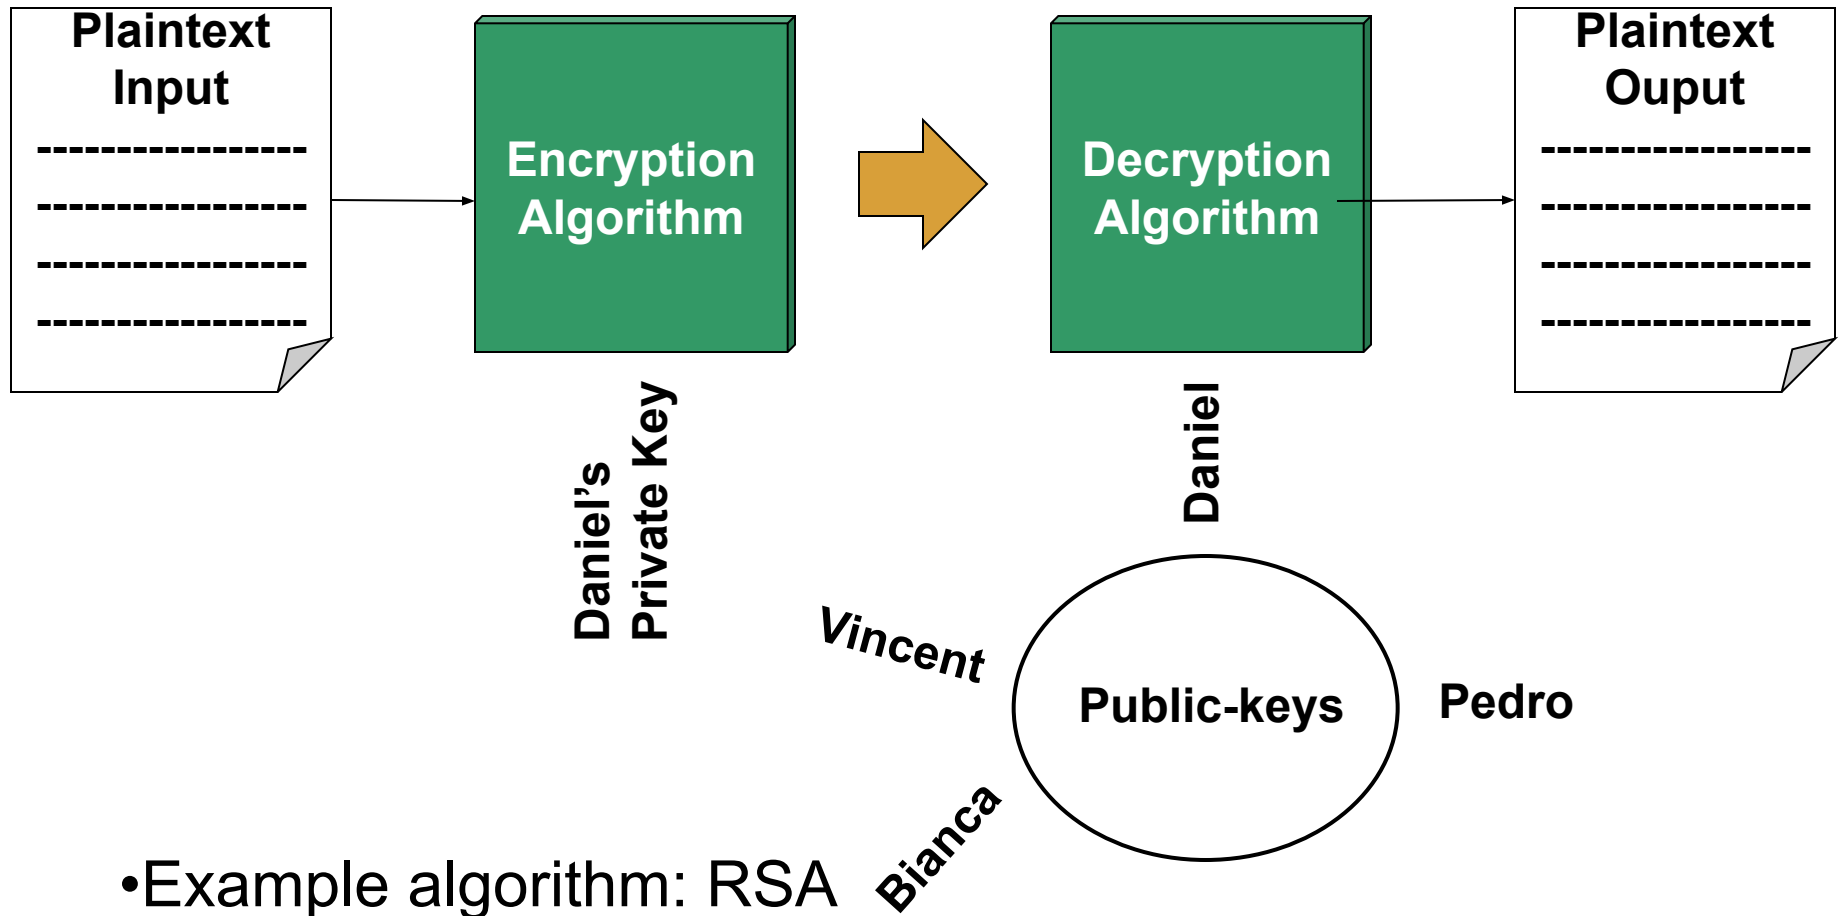 Plaintext
Input
-----------------
-----------------
-----------------
-----------------
Encryption
Algorithm
Decryption
Algorithm
Plaintext
Ouput
-----------------
-----------------
-----------------
-----------------
Daniel's
Private Key
Daniel
Vincent
Public-keys
Pedro
Bianca
•Example algorithm: RSA